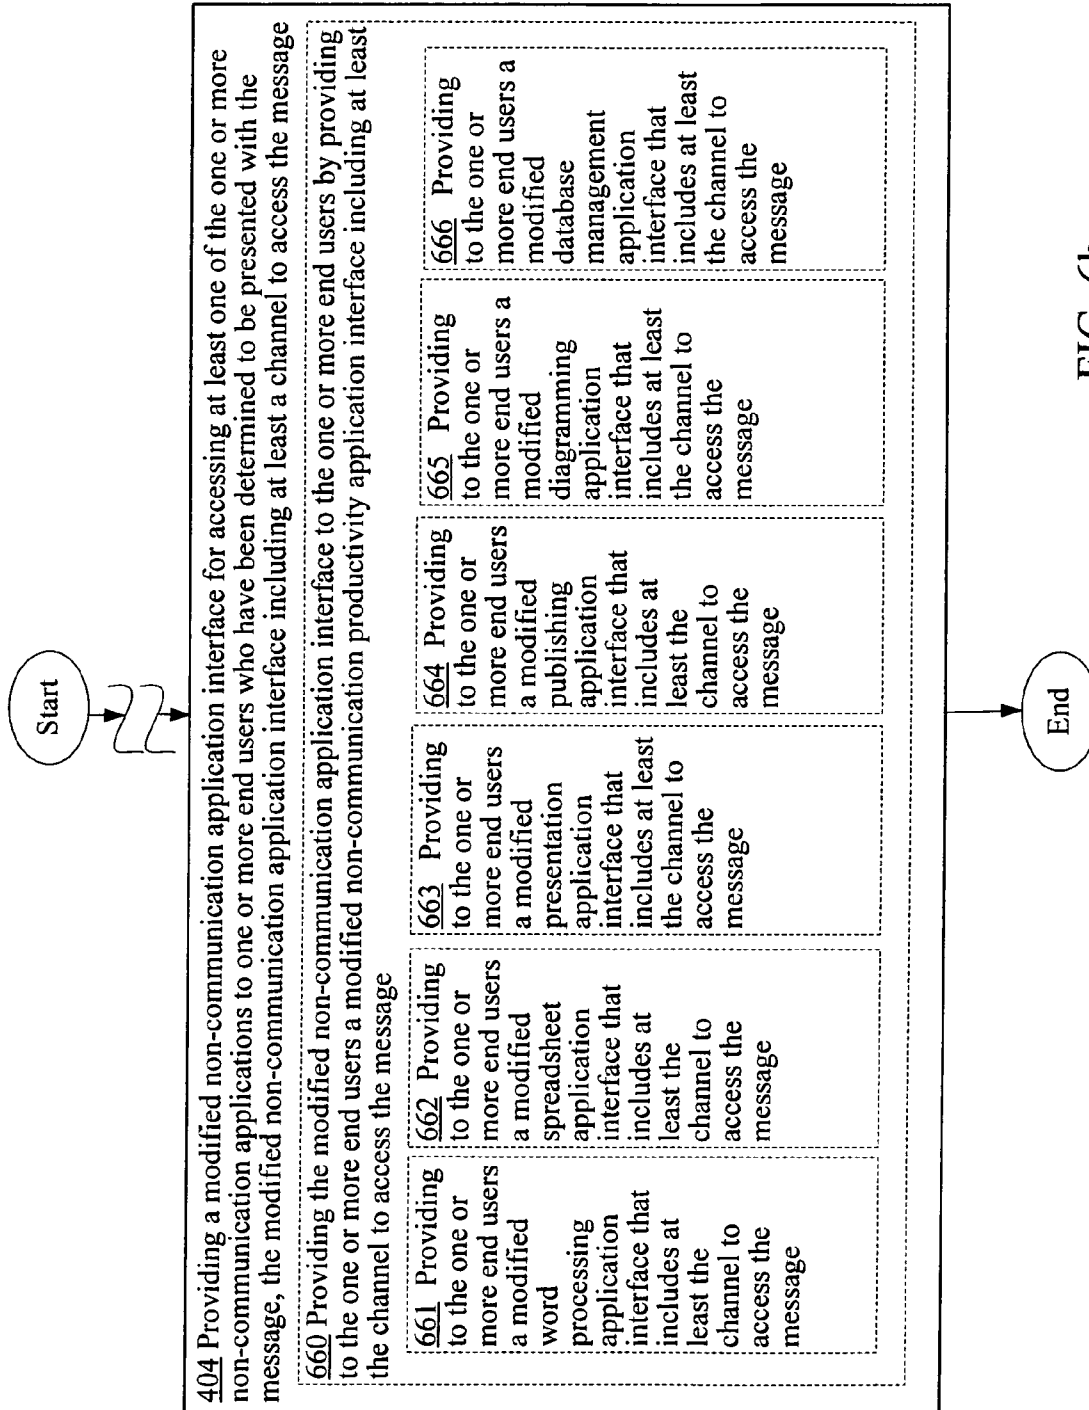 Start
404 Providing a modified non-communication application interface for accessing at least one of the one or more
non-communication applications to one or more end users who have been determined to be presented with the
message, the modified non-communication application interface including at least a channel to access the message
660 Providing the modified non-communication application interface to the one or more end users by providing
to the one or more end users a modified non-communication productivity application interface including at least
the channel to access the message
661 Providing
to the one or
more end users
a modified
word
processing
application
interface that
includes at
least the
channel to
access the
message
662 Providing
to the one or
more end users
a modified
spreadsheet
application
interface that
includes at
least the
channel to
access the
message
663 Providing
to the one or
more end users
a modified
presentation
application
interface that
includes at least
the channel to
access the
message
664 Providing
to the one or
more end users
a modified
publishing
application
interface that
includes at
least the
channel to
access the
message
665 Providing
to the one or
more end users a
modified
diagramming
application
interface that
includes at least
the channel to
access the
message
666 Providing
to the one or
more end users a
modified
database
management
application
interface that
includes at least
the channel to
access the
message
End
FIG. 6b